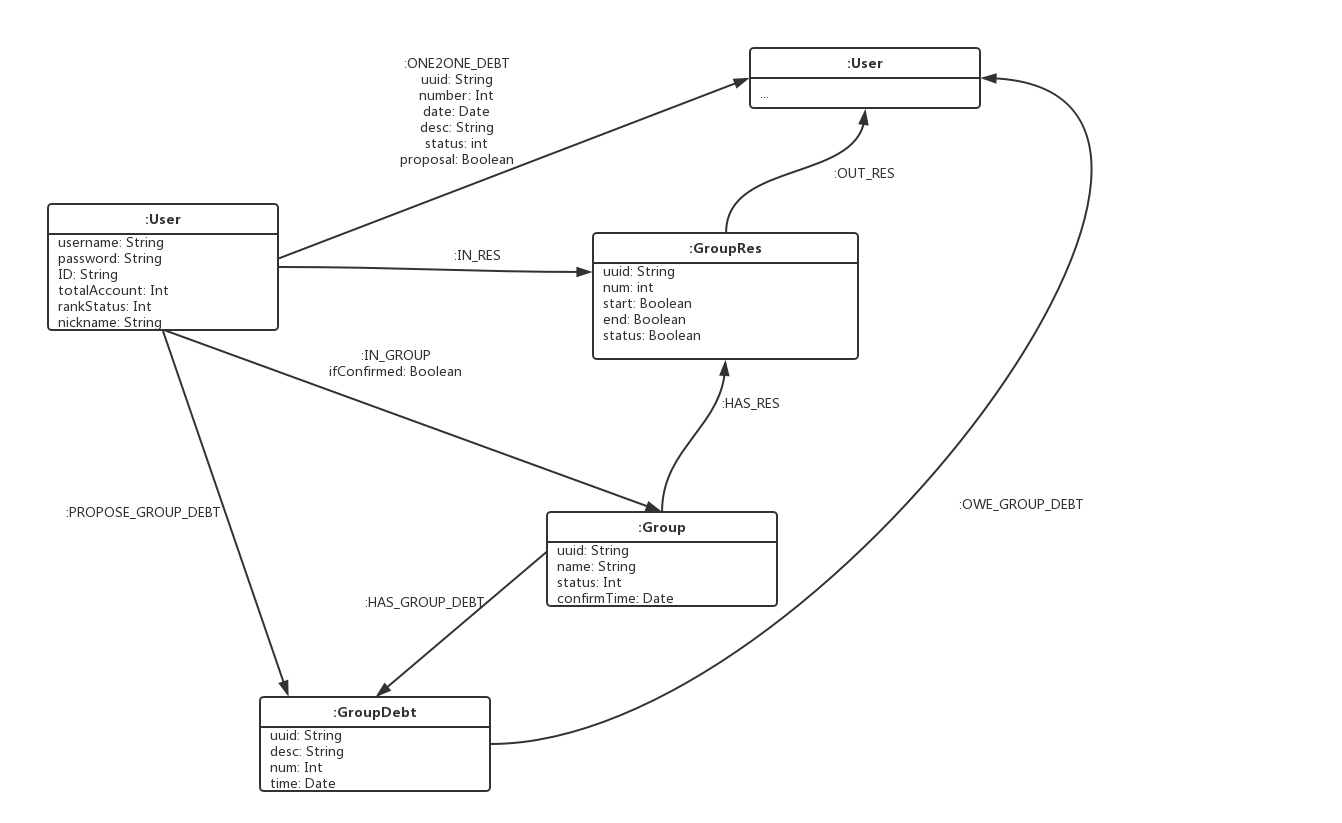 :ONE2ONE_DEBT
uuid: String
number: Int
date: Date
desc: String
status: int
proposal: Boolean
:User
...
:OUT_RES
:User
username: String
password: String
ID: String
totalAccount: Int
rankStatus: Int
nickname: String
:IN_RES
:GroupRes
uuid: String
num: int
start: Boolean
end: Boolean
status: Boolean
:IN_GROUP
ifConfirmed: Boolean
:HAS_RES
:PROPOSE_GROUP_DEBT
:OWE_GROUP_DEBT
:Group
uuid: String
name: String
status: Int
confirmTime: Date
:HAS_GROUP_DEBT
:GroupDebt
uuid: String
desc: String
num: Int
time: Date